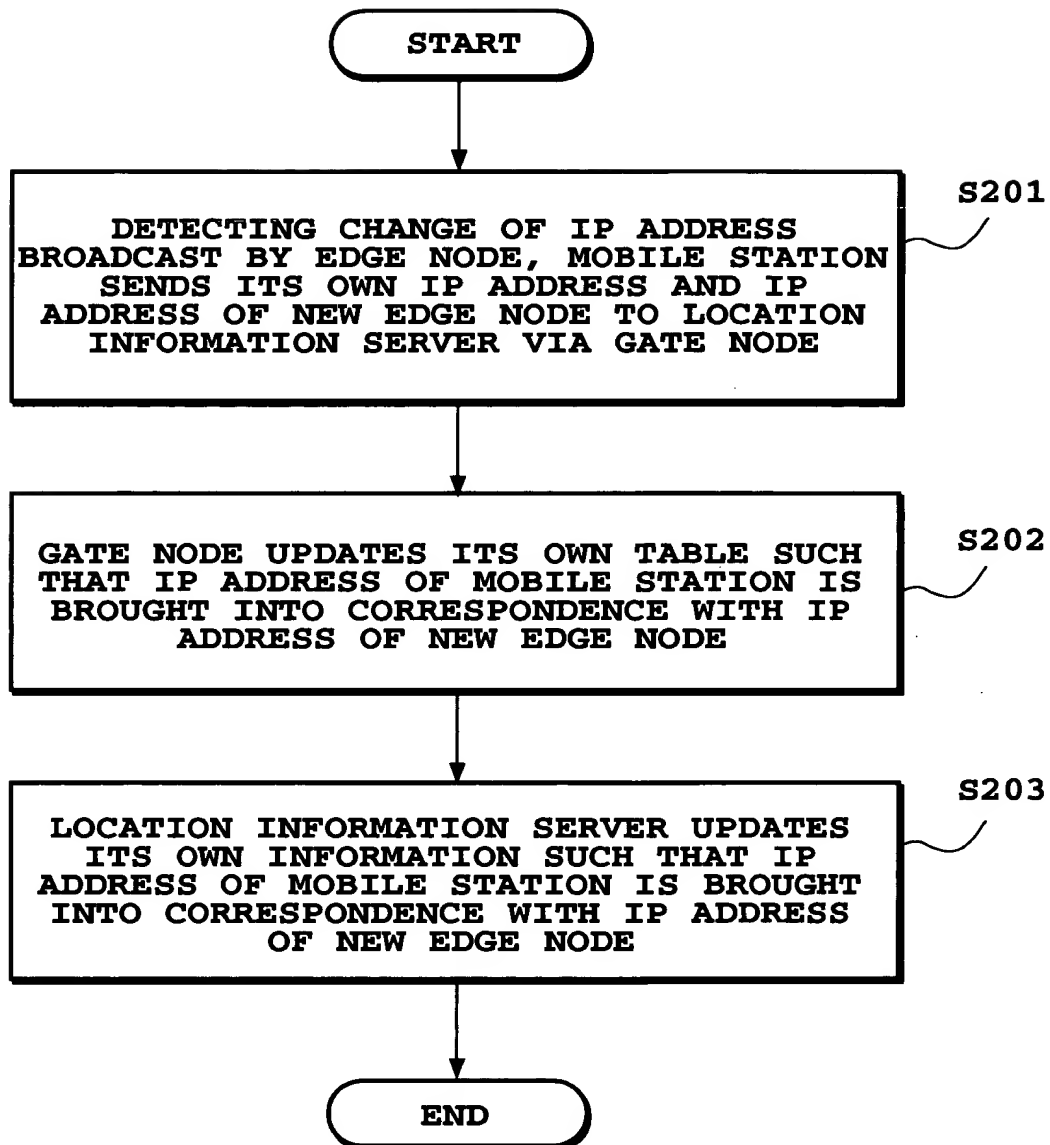 START
S201
DETECTING CHANGE OF IP ADDRESS
BROADCAST BY EDGE NODE, MOBILE STATION
SENDS ITS OWN IP ADDRESS AND IP
ADDRESS OF NEW EDGE NODE TO LOCATION
INFORMATION SERVER VIA GATE NODE
S202
GATE NODE UPDATES ITS OWN TABLE SUCH
THAT IP ADDRESS OF MOBILE STATION IS
BROUGHT INTO CORRESPONDENCE WITH IP
ADDRESS OF NEW EDGE NODE
S203
LOCATION INFORMATION SERVER UPDATES
ITS OWN INFORMATION SUCH THAT IP
ADDRESS OF MOBILE STATION IS BROUGHT
INTO CORRESPONDENCE WITH IP ADDRESS
OF NEW EDGE NODE
END